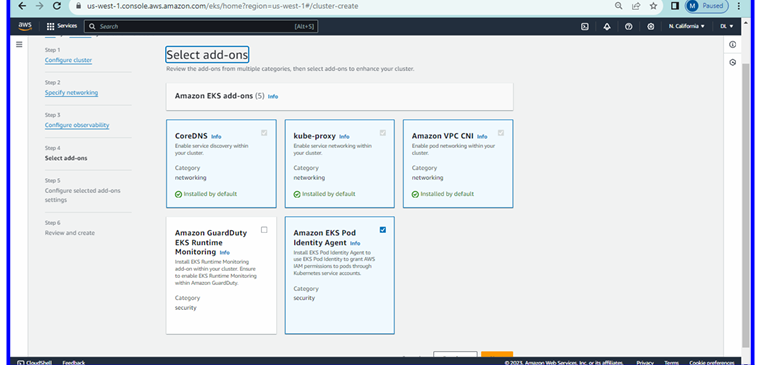 us-west-1.console.aws.amazon.com/eks/home?region=us-west-1#/cluster-create
M Paused
aws Services Search [Alt+S] N. California DL
Step 1
Configure cluster
Step 2
Specify networking
Step 3
Configure observability
Step 4
Select add-ons
Step 5
Configure selected add-ons
settings
Step 6
Review and create
Select add-ons
Review the add-ons from multiple categories, then select add-ons to enhance your cluster.
Amazon EKS add-ons (5) Info
CoreDNS Info
Enable service discovery within
your cluster.
Category
networking
Installed by default
kube-proxy Info
Enable service networking within
your cluster.
Category
networking
Installed by default
Amazon VPC CNI Info
Enable pod networking within your
cluster.
Category
networking
Installed by default
Amazon GuardDuty
EKS Runtime
Monitoring Info
Install EKS Runtime Monitoring
add-on within your cluster. Ensure
to enable EKS Runtime Monitoring
within Amazon GuardDuty.
Category
security
Amazon EKS Pod
Identity Agent Info
Install EKS Pod Identity Agent to
use EKS Pod Identity to grant AWS
IAM permissions to pods through
Kubernetes service accounts.
Category
security
CloudShell Feedback © 2023, Amazon Web Services, Inc. or its affiliates. Privacy Terms Cookie preferences